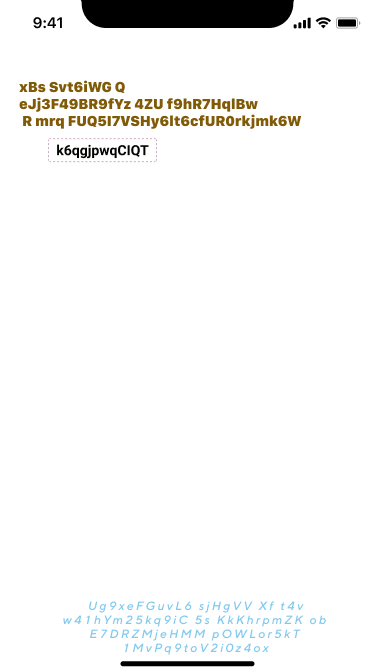 9:41
xBs Svt6iWG Q
eJj3F49BR9fYz 4ZU f9hR7HqlBw
R mrq FUQ5I7VSHy6lt6cfUR0rkjmk6W
k6qgjpwqCIQT
Ug9xeFGuvL6 sjHgVV Xf t4v
w41hYm25kq9iC 5s KkKhrpmZK ob
E7DRZMjeHMM pOWLor5kT
1MvPq9toV2i0z4ox